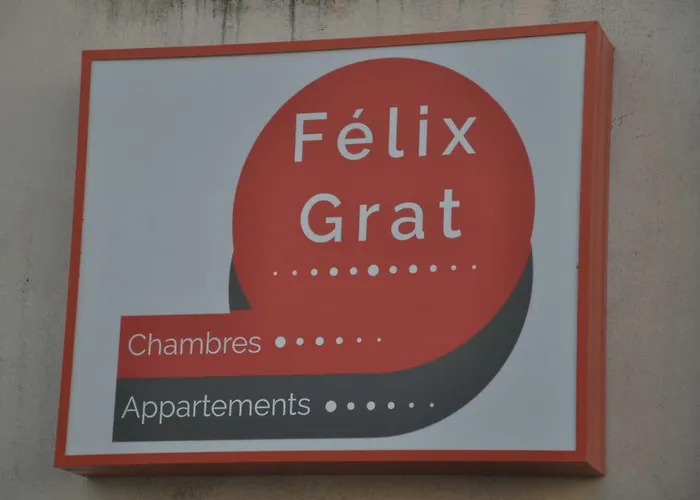 Félix
Grat
Chambres
Appartements